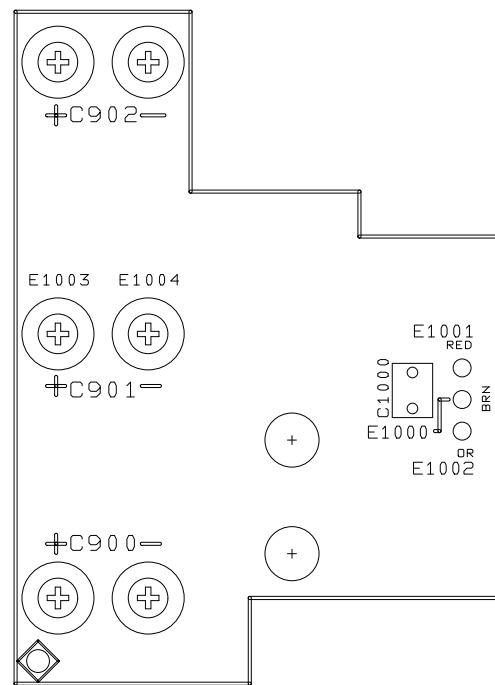 +C902-
E1003 E1004
E1001
RED
+C901-
C1000
BRN
E1000
OR
E1002
+C900-